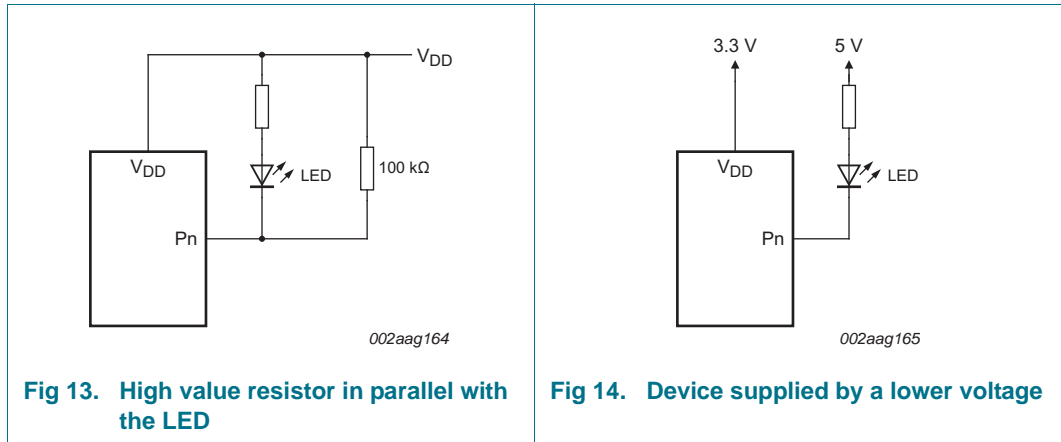 VDD
VDD
LED
100 kΩ
Pn
002aag164
Fig 13. High value resistor in parallel with
the LED
3.3 V 5 V
VDD
LED
Pn
002aag165
Fig 14. Device supplied by a lower voltage